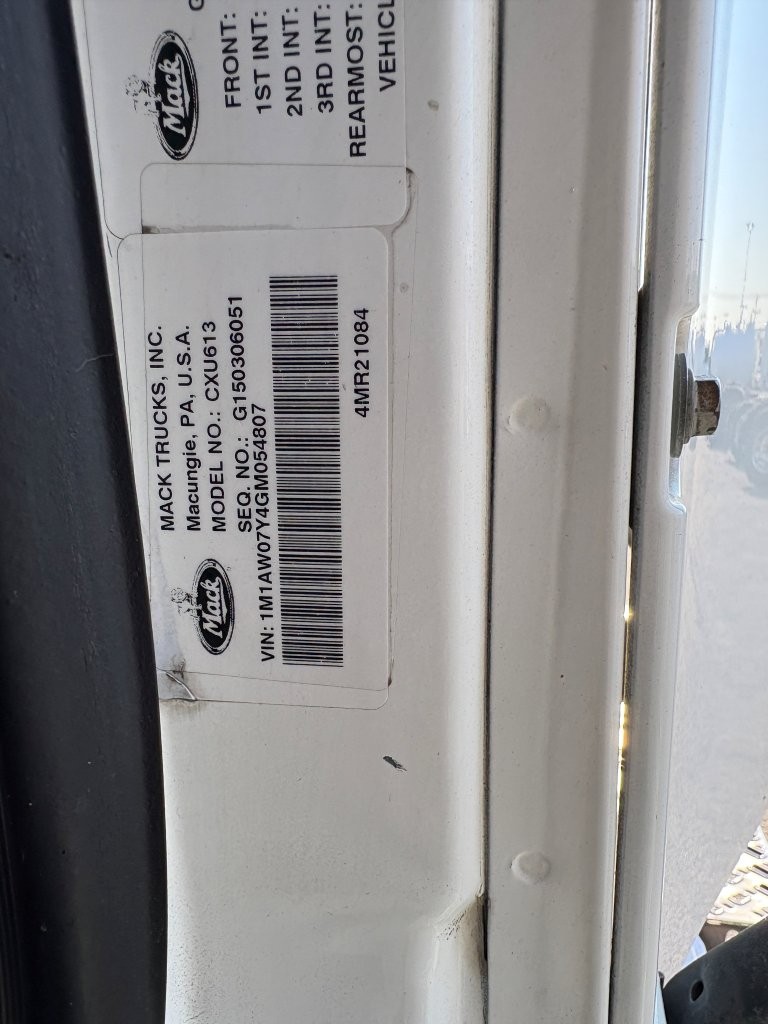 Mack
FRONT:
1ST INT:
2ND INT:
3RD INT:
REARMOST:
MACK TRUCKS, INC.
Macungie, PA, U.S.A.
MODEL NO.: CXU613
SEQ. NO.: G150306051
Mack
VIN: 1M1AW07Y4GM054807
4MR21084